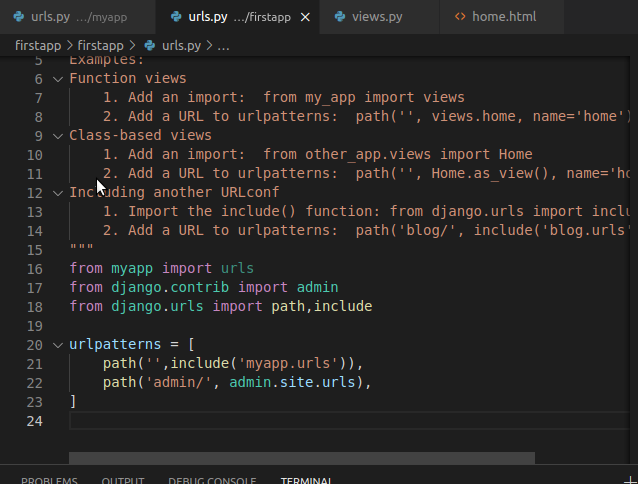 urls.py .../myapp urls.py .../firstapp views.py home.html
firstapp > firstapp > urls.py > ...
5 Examples:
6 Function views
7 1. Add an import:  from my_app import views
8 2. Add a URL to urlpatterns:  path('', views.home, name='home')
9 Class-based views
10 1. Add an import:  from other_app.views import Home
11 2. Add a URL to urlpatterns:  path('', Home.as_view(), name='ho
12 Including another URLconf
13 1. Import the include() function: from django.urls import inclu
14 2. Add a URL to urlpatterns:  path('blog/', include('blog.urls'
15 """
16 from myapp import urls
17 from django.contrib import admin
18 from django.urls import path,include
19
20 urlpatterns = [
21 path('',include('myapp.urls')),
22 path('admin/', admin.site.urls),
23 ]
24
PROBLEMS OUTPUT DEBUG CONSOLE TERMINAL